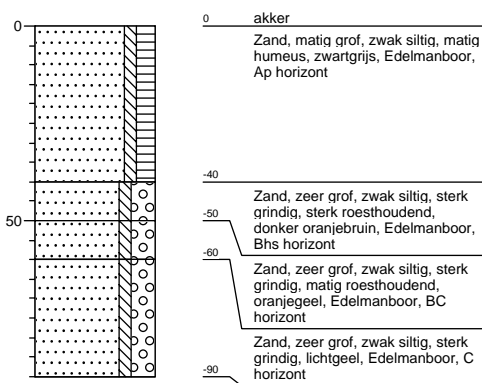 0
50
0 akker
Zand, matig grof, zwak siltig, matig
humeus, zwartgrijs, Edelmanboor,
Ap horizont
-40
Zand, zeer grof, zwak siltig, sterk
grindig, sterk roesthoudend,
donker oranjebruin, Edelmanboor,
Bhs horizont
-50
-60
Zand, zeer grof, zwak siltig, sterk
grindig, matig roesthoudend,
oranjegeel, Edelmanboor, BC
horizont
Zand, zeer grof, zwak siltig, sterk
grindig, lichtgeel, Edelmanboor, C
horizont
-90